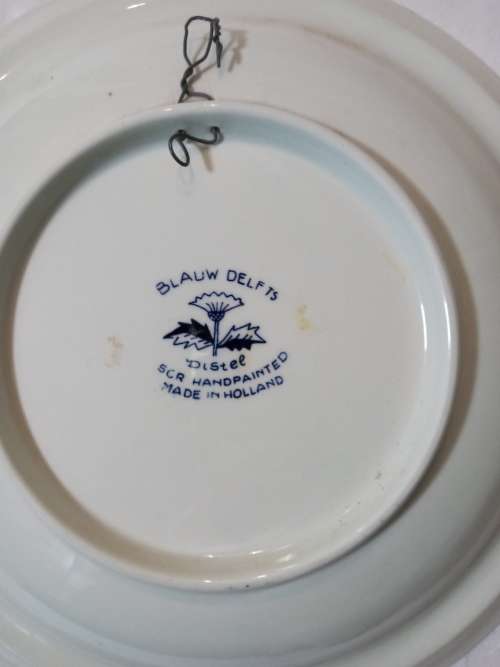 BLAUW DELFTS
Distel
SCR HANDPAINTED
MADE IN HOLLAND